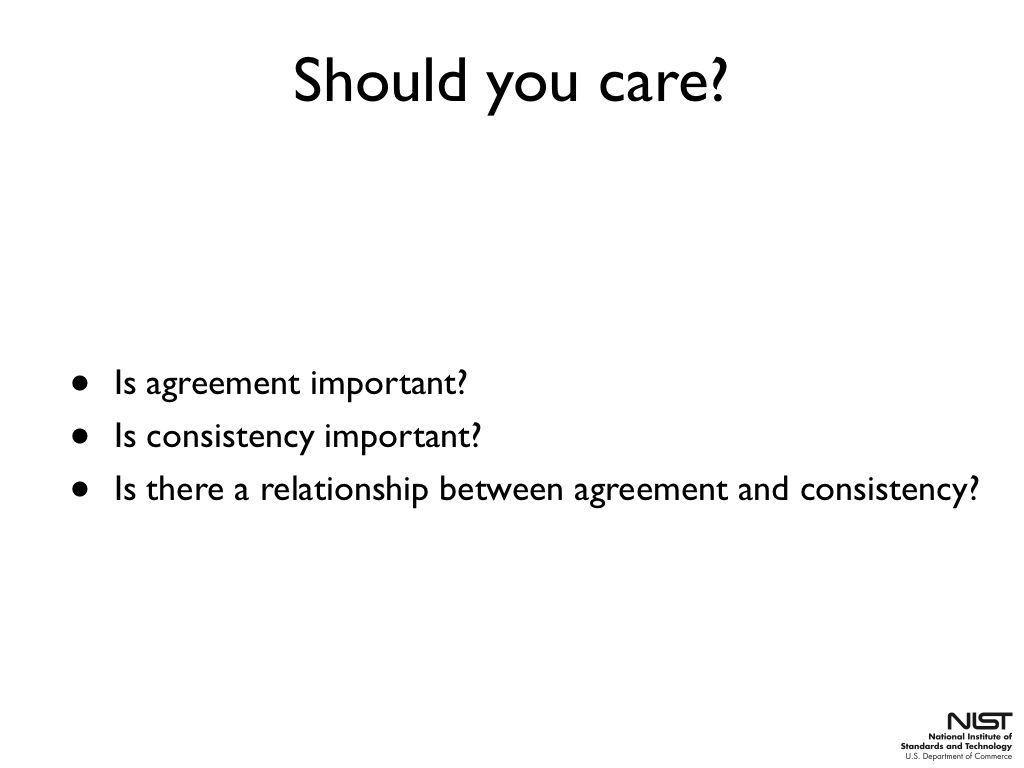 Should you care?
• Is agreement important?
• Is consistency important?
• Is there a relationship between agreement and consistency?
NIST
National Institute of
Standards and Technology
U.S. Department of Commerce